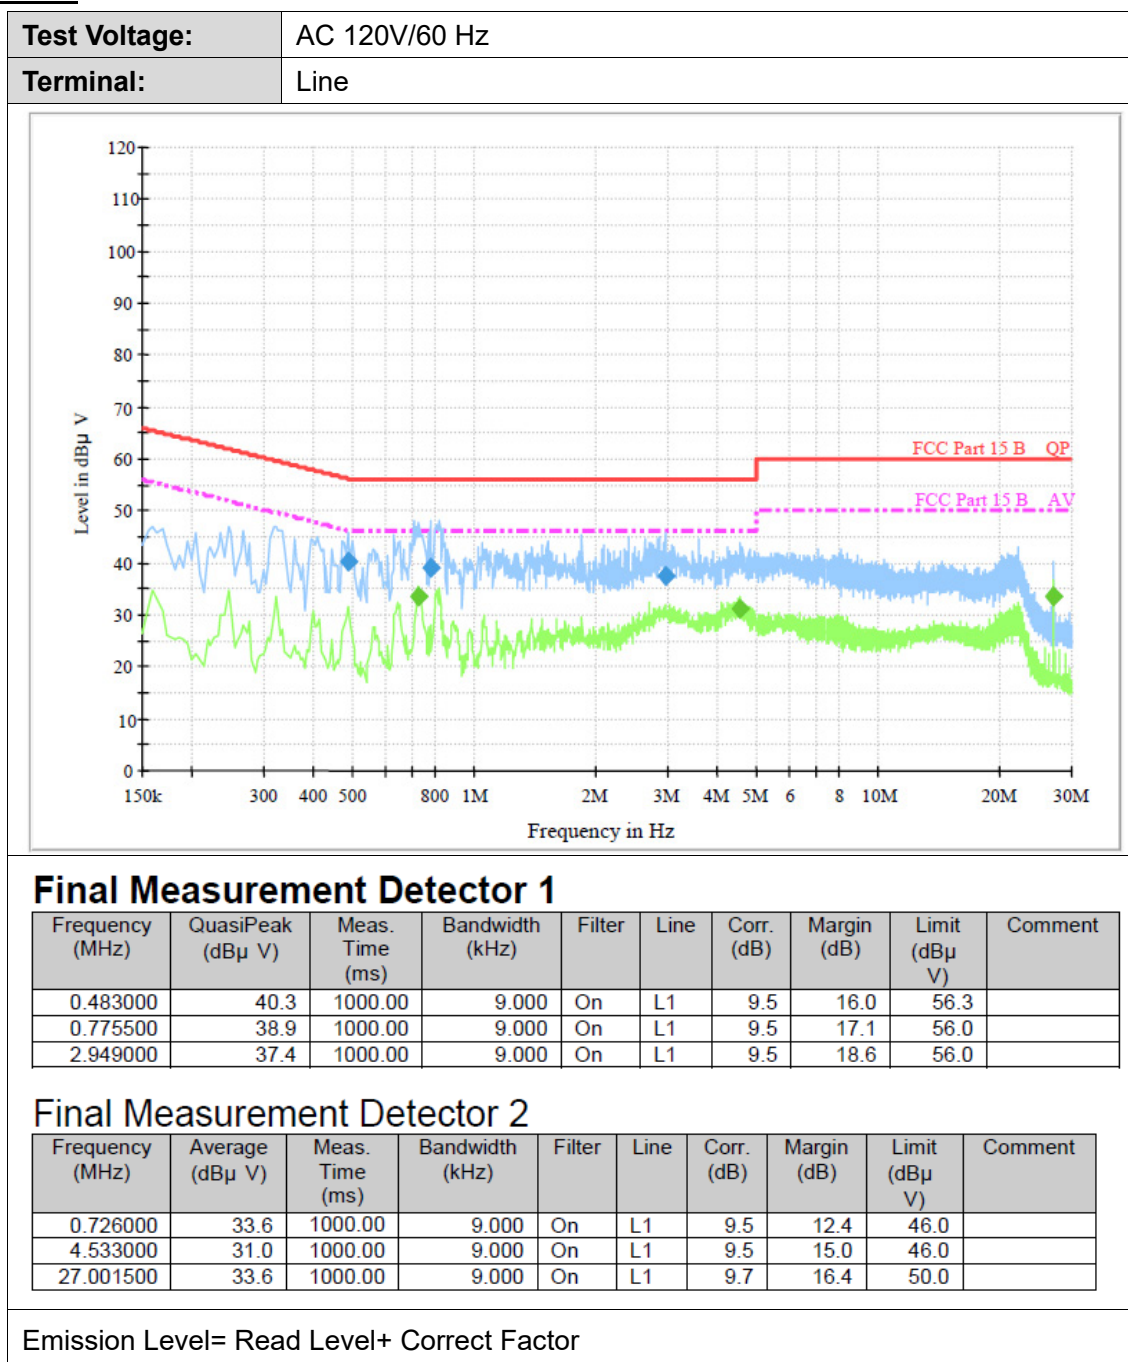 Test Voltage: AC 120V/60 Hz
Terminal: Line
120
110
100
90
80
70
60
50
40
30
20
10
0
Level in dBµ V
FCC Part 15 B QP
FCC Part 15 B AV
150k 300 400 500 800 1M 2M 3M 4M 5M 6 8 10M 20M 30M
Frequency in Hz
Final Measurement Detector 1
Frequency (MHz) QuasiPeak (dBµ V) Meas. Time (ms) Bandwidth (kHz) Filter Line Corr. (dB) Margin (dB) Limit (dBµ V) Comment
0.483000 40.3 1000.00 9.000 On L1 9.5 16.0 56.3
0.775500 38.9 1000.00 9.000 On L1 9.5 17.1 56.0
2.949000 37.4 1000.00 9.000 On L1 9.5 18.6 56.0
Final Measurement Detector 2
Frequency (MHz) Average (dBµ V) Meas. Time (ms) Bandwidth (kHz) Filter Line Corr. (dB) Margin (dB) Limit (dBµ V) Comment
0.726000 33.6 1000.00 9.000 On L1 9.5 12.4 46.0
4.533000 31.0 1000.00 9.000 On L1 9.5 15.0 46.0
27.001500 33.6 1000.00 9.000 On L1 9.7 16.4 50.0
Emission Level= Read Level+ Correct Factor